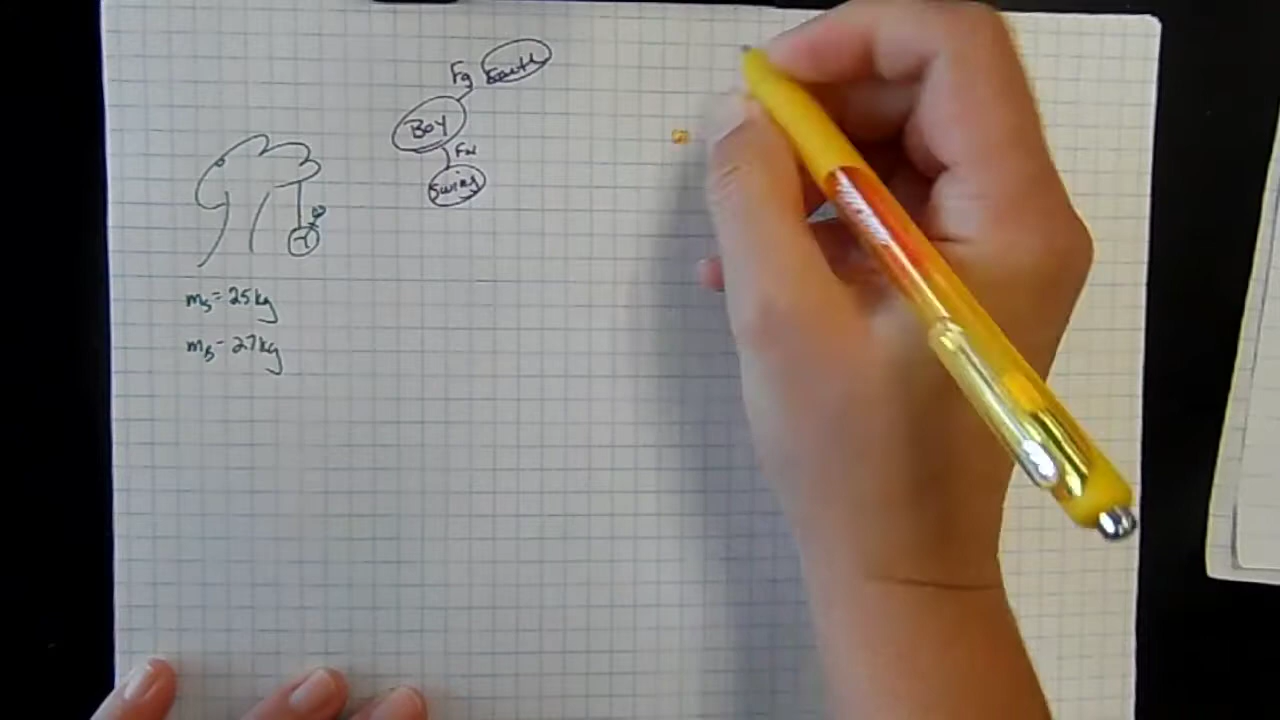 Fg Earth
Boy
FN
Swing
ms = 25kg
mB = 27kg